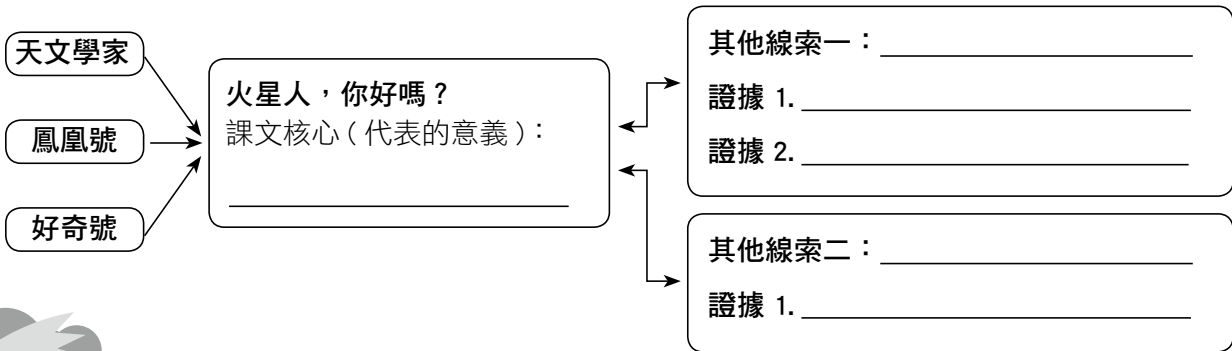 天文學家
鳳凰號
好奇號
火星人，你好嗎？
課文核心（代表的意義）：
其他線索一：
證據 1.
證據 2.
其他線索二：
證據 1.